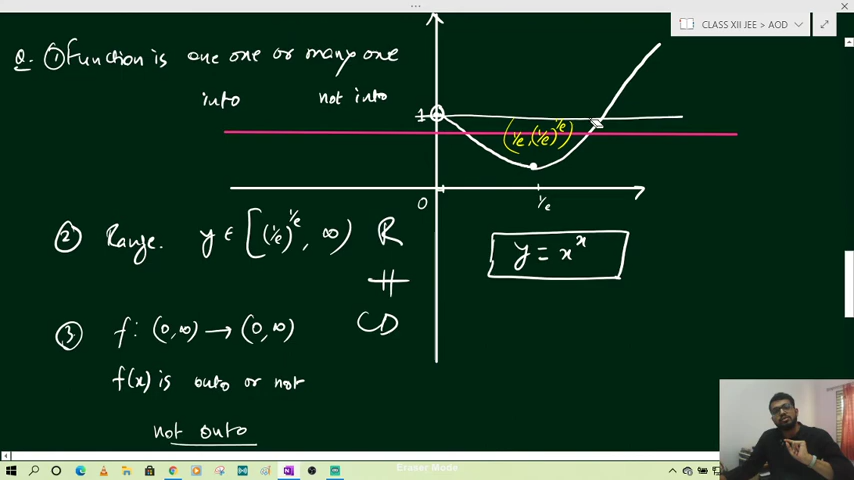 CLASS XII JEE > AOD
Q. ① Function is one one or many one
into not into
1
(1/e, (1/e)^1/e)
0
1/e
② Range. y ∈ [(1/e)^1/e, ∞) R
≠
y = x^x
③ f: (0, ∞) → (0, ∞) CD
f(x) is onto or not
not onto
Eraser Mode